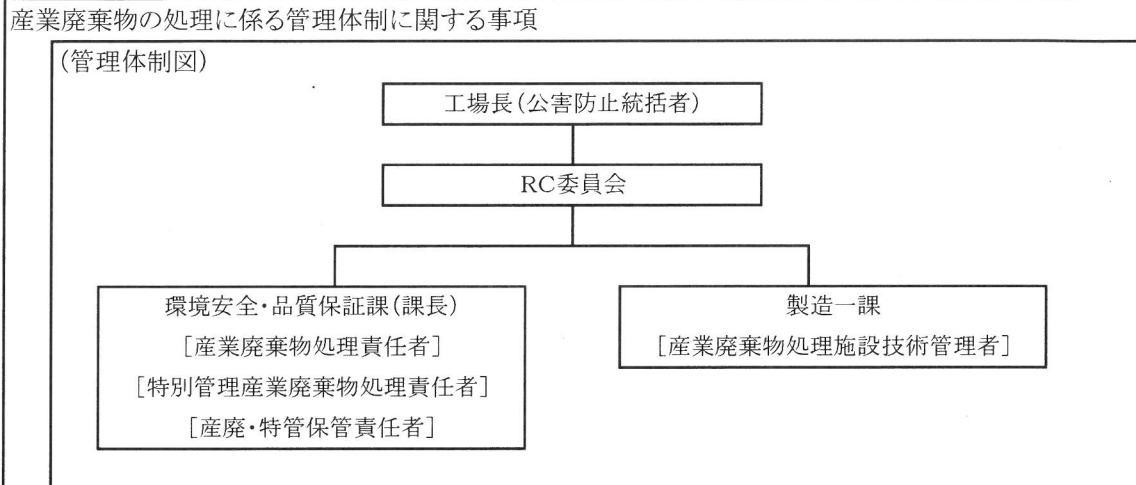 産業廃棄物の処理に係る管理体制に関する事項
(管理体制図)
工場長(公害防止統括者)
RC委員会
環境安全・品質保証課(課長)
[産業廃棄物処理責任者]
[特別管理産業廃棄物処理責任者]
[産廃・特管保管責任者]
製造一課
[産業廃棄物処理施設技術管理者]